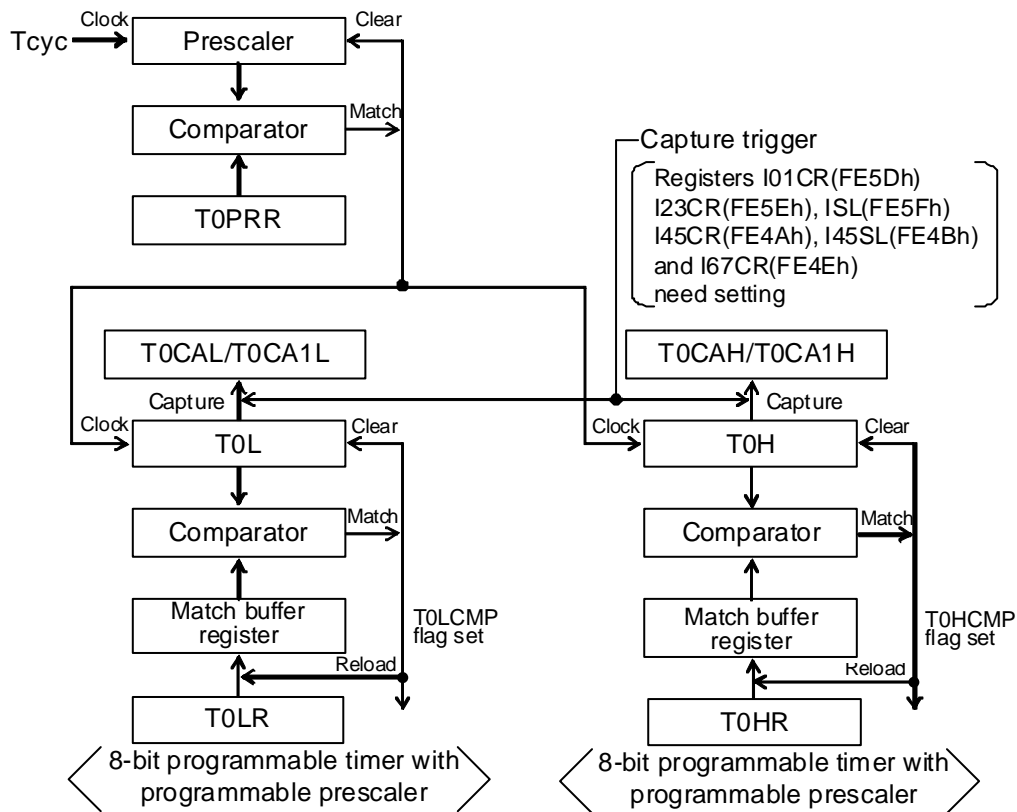 Clock
Clear
Tcyc
Prescaler
Match
Comparator
T0PRR
Capture trigger
Registers I01CR(FE5Dh)
I23CR(FE5Eh), ISL(FE5Fh)
I45CR(FE4Ah), I45SL(FE4Bh)
and I67CR(FE4Eh)
need setting
T0CAL/T0CA1L
T0CAH/T0CA1H
Capture
Capture
Clock
T0L
Clear
Clock
T0H
Clear
Comparator
Match
Comparator
Match
Match buffer
register
T0LCMP
flag set
Match buffer
register
T0HCMP
flag set
Reload
Reload
T0LR
T0HR
8-bit programmable timer with
programmable prescaler
8-bit programmable timer with
programmable prescaler